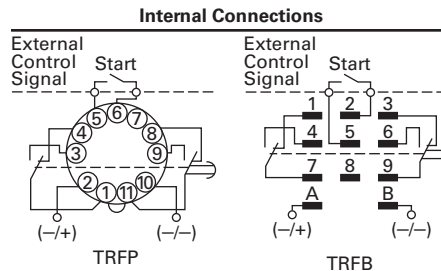 Internal Connections
External
Control
Signal
Start
5 6 7
4 8
3 9
2 1 11 10
(–/+) (–/–)
TRFP
External
Control
Signal
Start
1 2 3
4 5 6
7 8 9
A B
(–/+) (–/–)
TRFB